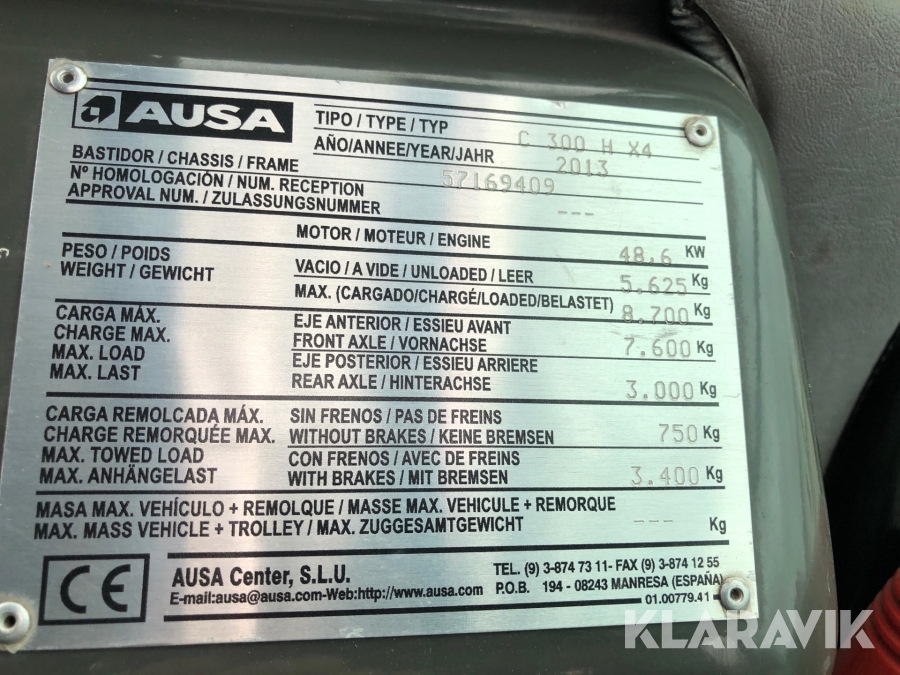 AUSA
TIPO / TYPE / TYP C 300 H X4
AÑO/ANNEE/YEAR/JAHR 2013
BASTIDOR / CHASSIS / FRAME 57169409
Nº HOMOLOGACIÓN / NUM. RECEPTION
APPROVAL NUM. / ZULASSUNGSNUMMER ---
MOTOR / MOTEUR / ENGINE 48.6 KW
PESO / POIDS
WEIGHT / GEWICHT
VACIO / A VIDE / UNLOADED / LEER 5.625 Kg
MAX. (CARGADO/CHARGÉ/LOADED/BELASTET) 8.700 Kg
CARGA MÁX.
CHARGE MAX.
MAX. LOAD
MAX. LAST
EJE ANTERIOR / ESSIEU AVANT
FRONT AXLE / VORNACHSE 7.600 Kg
EJE POSTERIOR / ESSIEU ARRIERE
REAR AXLE / HINTERACHSE 3.000 Kg
CARGA REMOLCADA MÁX.
CHARGE REMORQUÉE MAX.
MAX. TOWED LOAD
MAX. ANHÄNGELAST
SIN FRENOS / PAS DE FREINS
WITHOUT BRAKES / KEINE BREMSEN 750 Kg
CON FRENOS / AVEC DE FREINS
WITH BRAKES / MIT BREMSEN 3.400 Kg
MASA MAX. VEHÍCULO + REMOLQUE / MASSE MAX. VEHICULE + REMORQUE
MAX. MASS VEHICLE + TROLLEY / MAX. ZUGGESAMTGEWICHT --- Kg
CE
AUSA Center, S.L.U.
E-mail:ausa@ausa.com-Web:http//www.ausa.com
TEL. (9) 3-874 73 11- FAX (9) 3-874 12 55
P.O.B. 194 - 08243 MANRESA (ESPAÑA)
01.00779.41
KLARAVIK